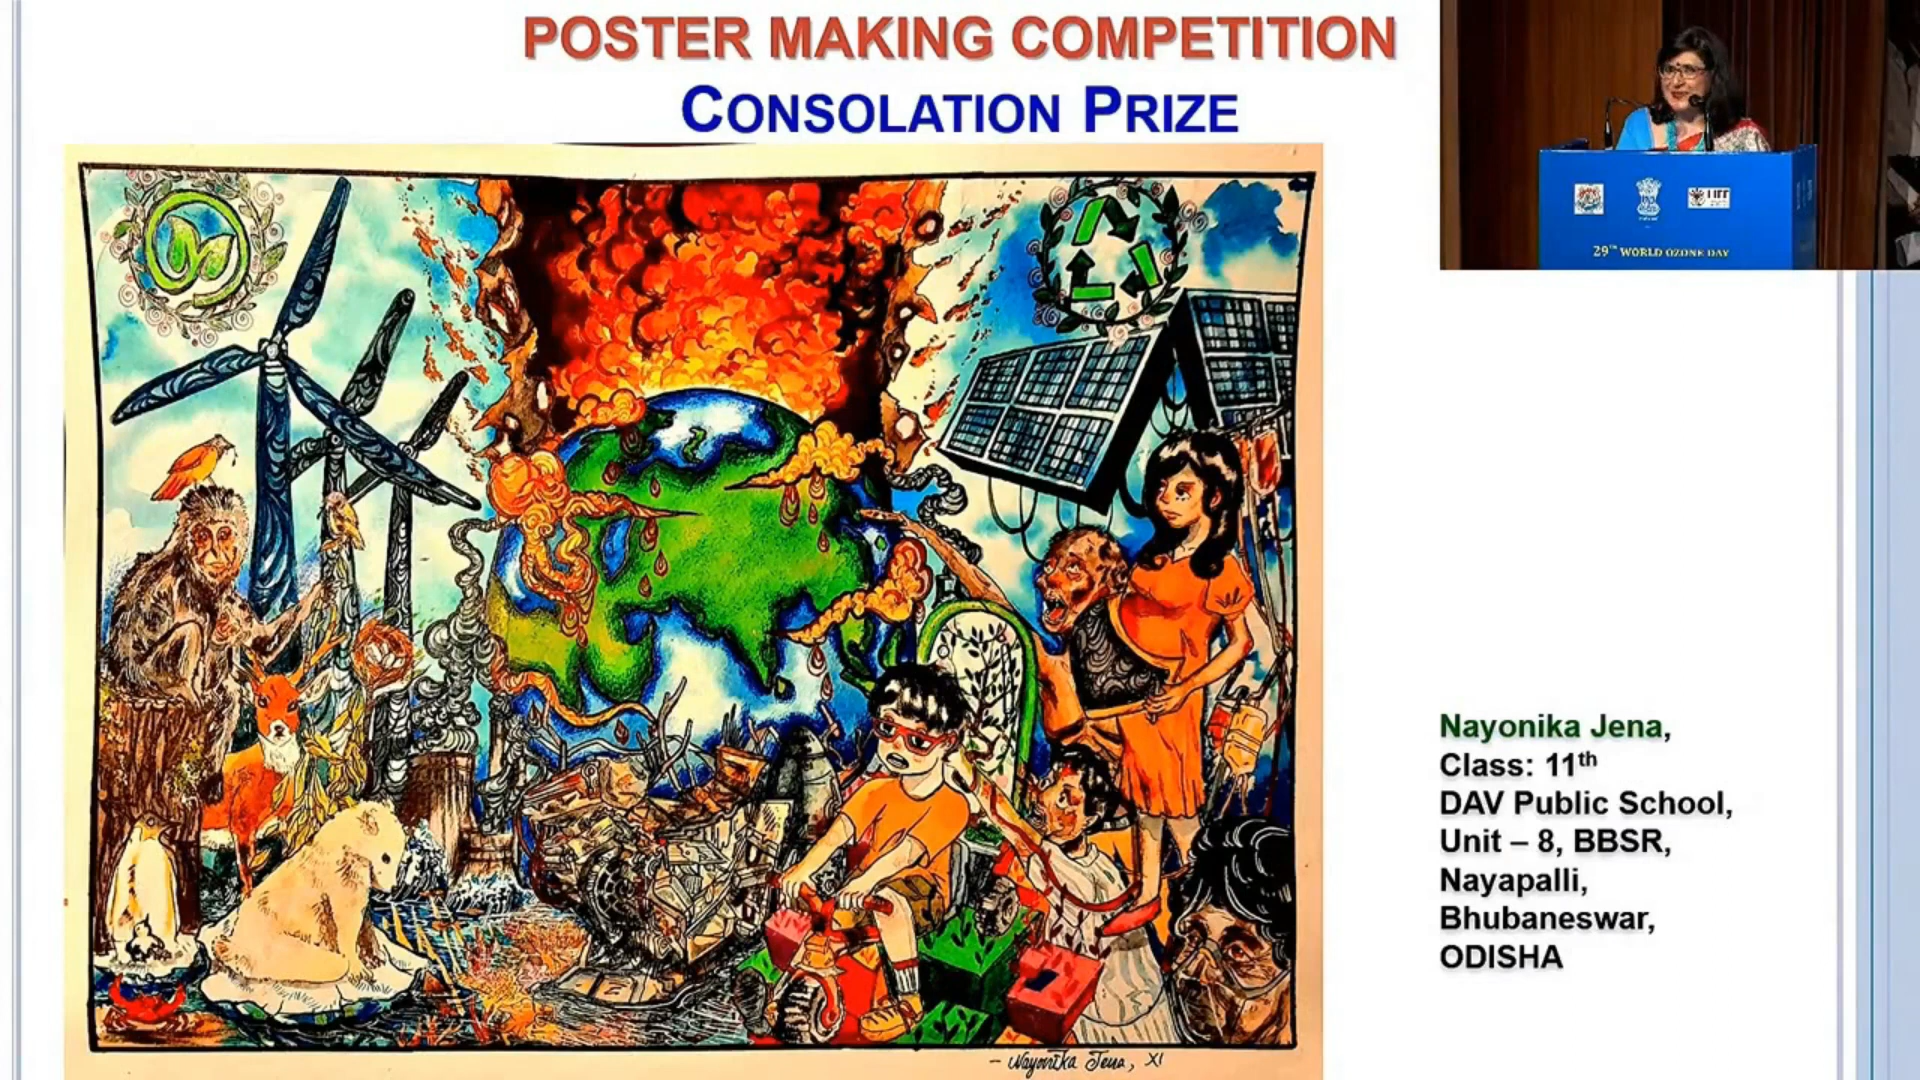 POSTER MAKING COMPETITION
CONSOLATION PRIZE
29TH WORLD OZONE DAY
Nayonika Jena,
Class: 11th
DAV Public School,
Unit – 8, BBSR,
Nayapalli,
Bhubaneswar,
ODISHA
- Nayonika Jena, XI